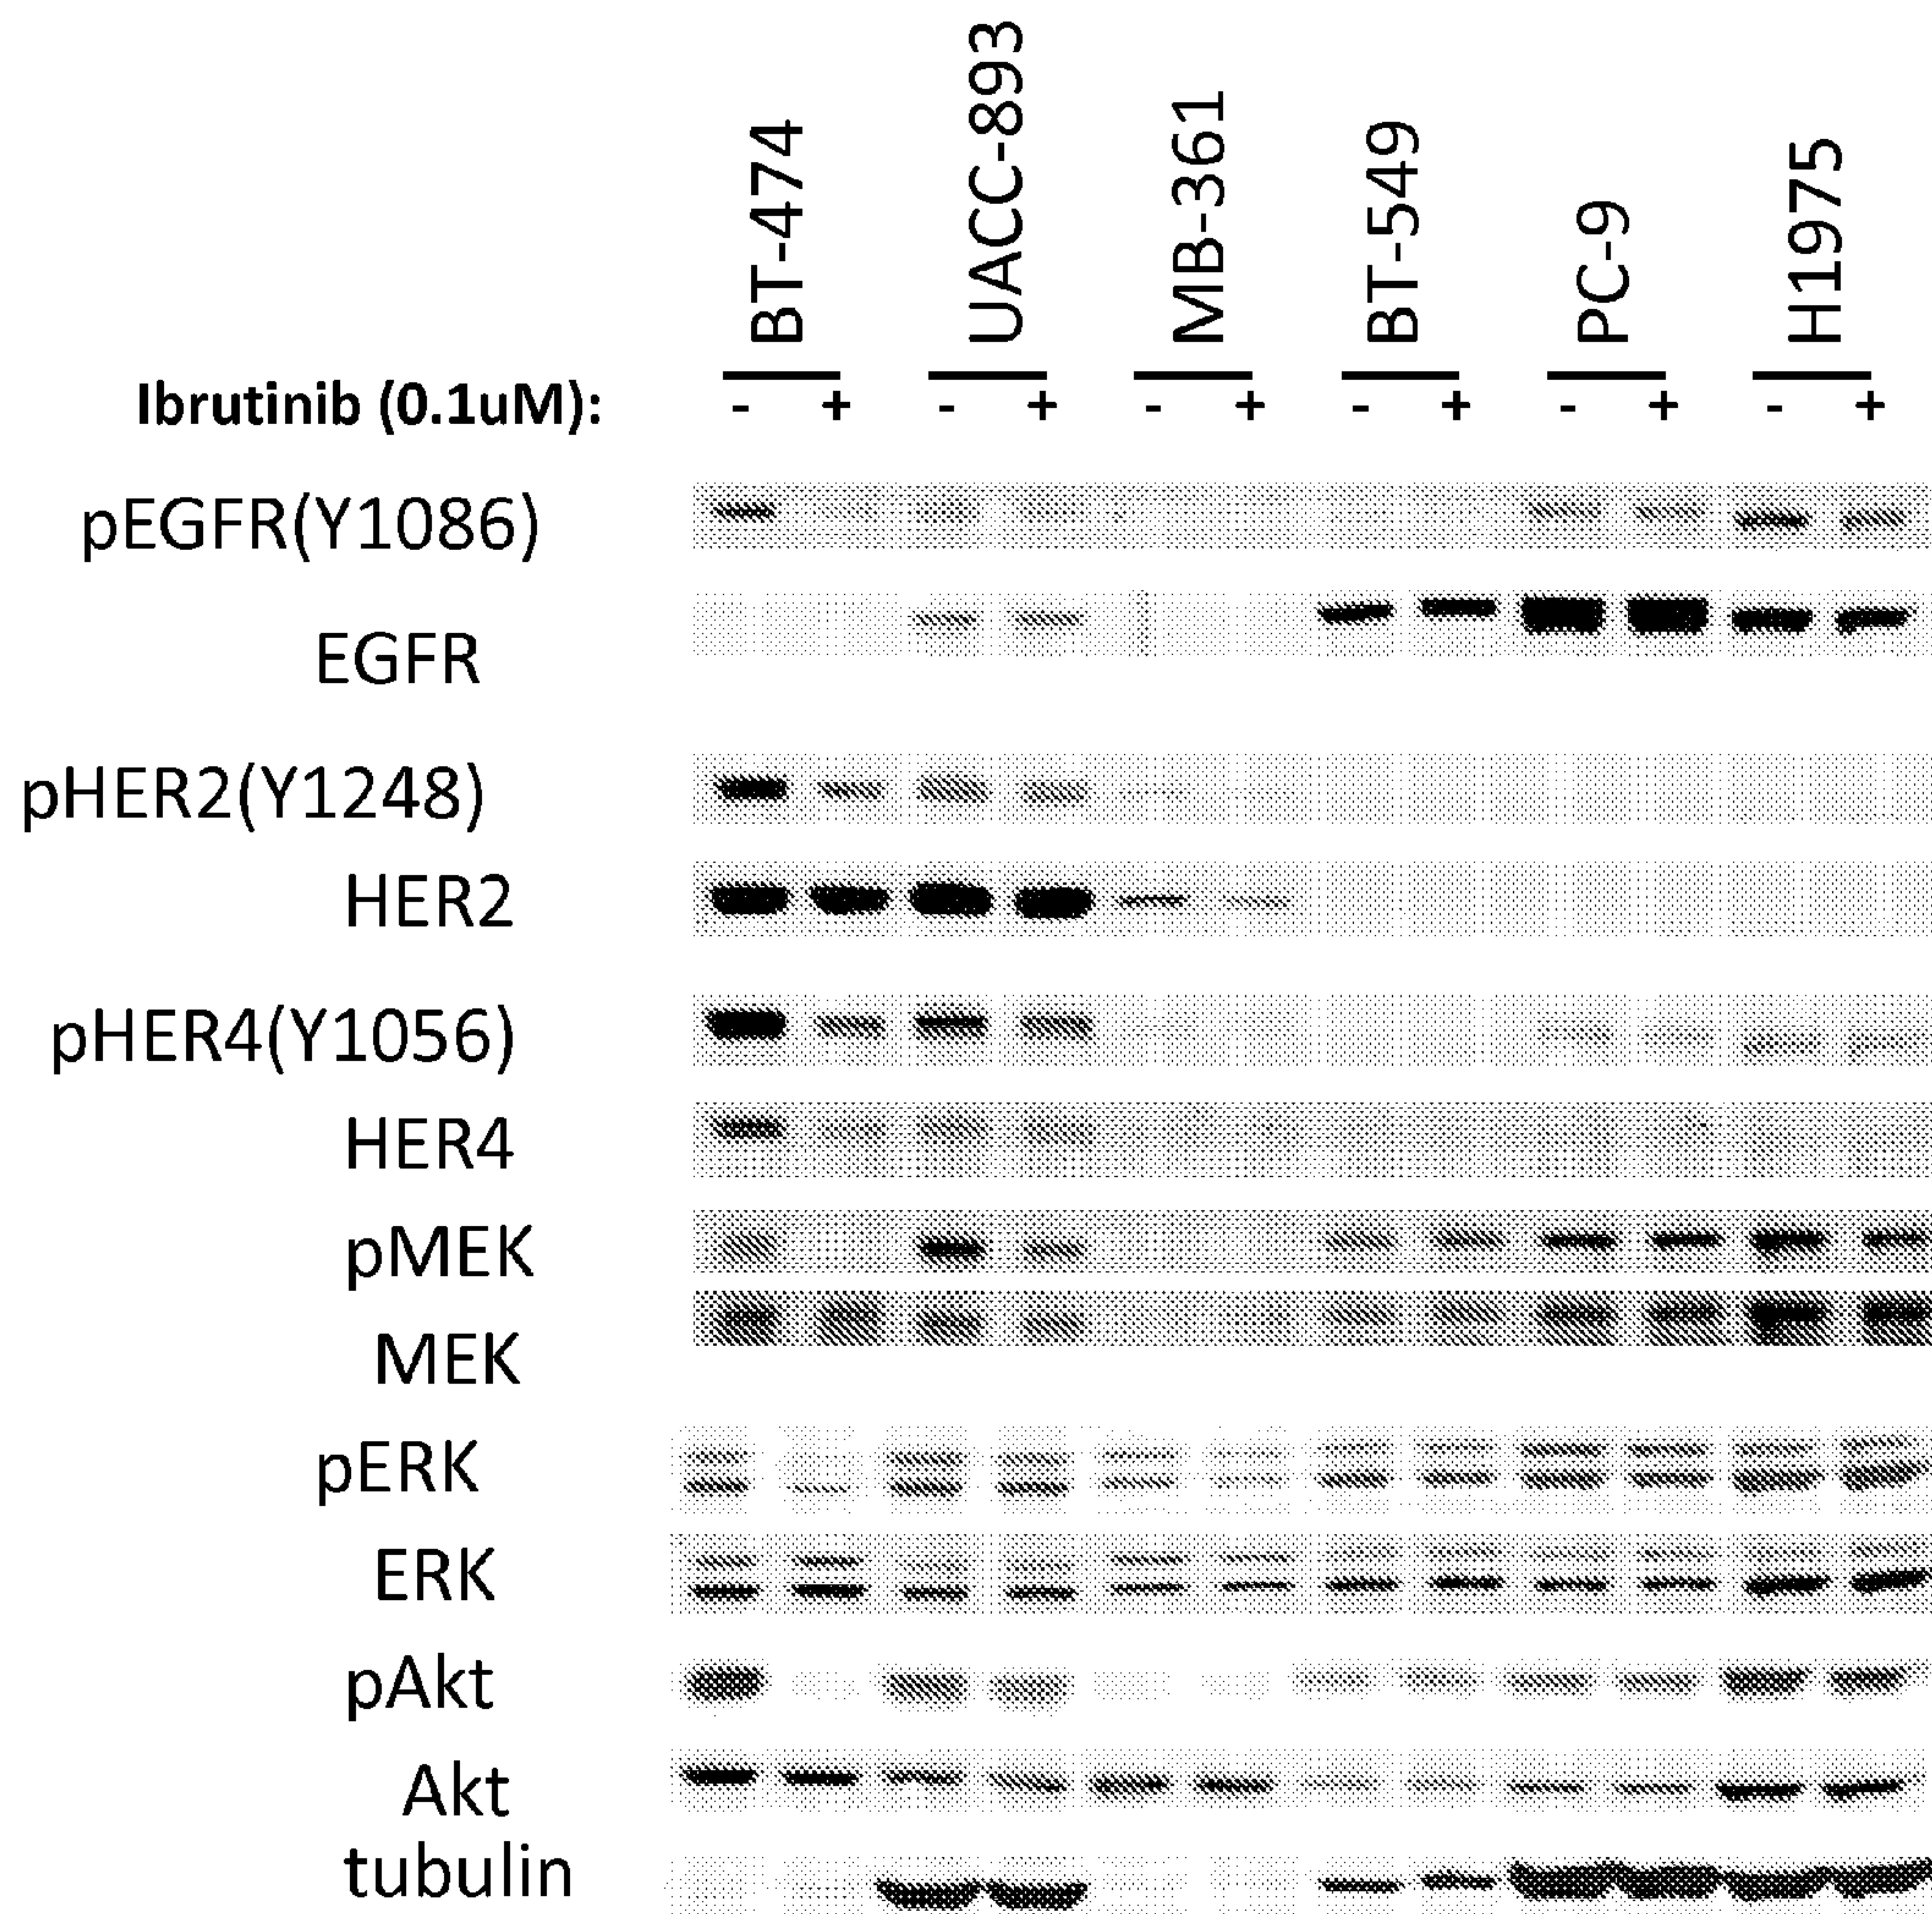 BT-474
UACC-893
MB-361
BT-549
PC-9
H1975
Ibrutinib (0.1uM): - + - + - + - + - + - +
pEGFR(Y1086)
EGFR
pHER2(Y1248)
HER2
pHER4(Y1056)
HER4
pMEK
MEK
pERK
ERK
pAkt
Akt
tubulin